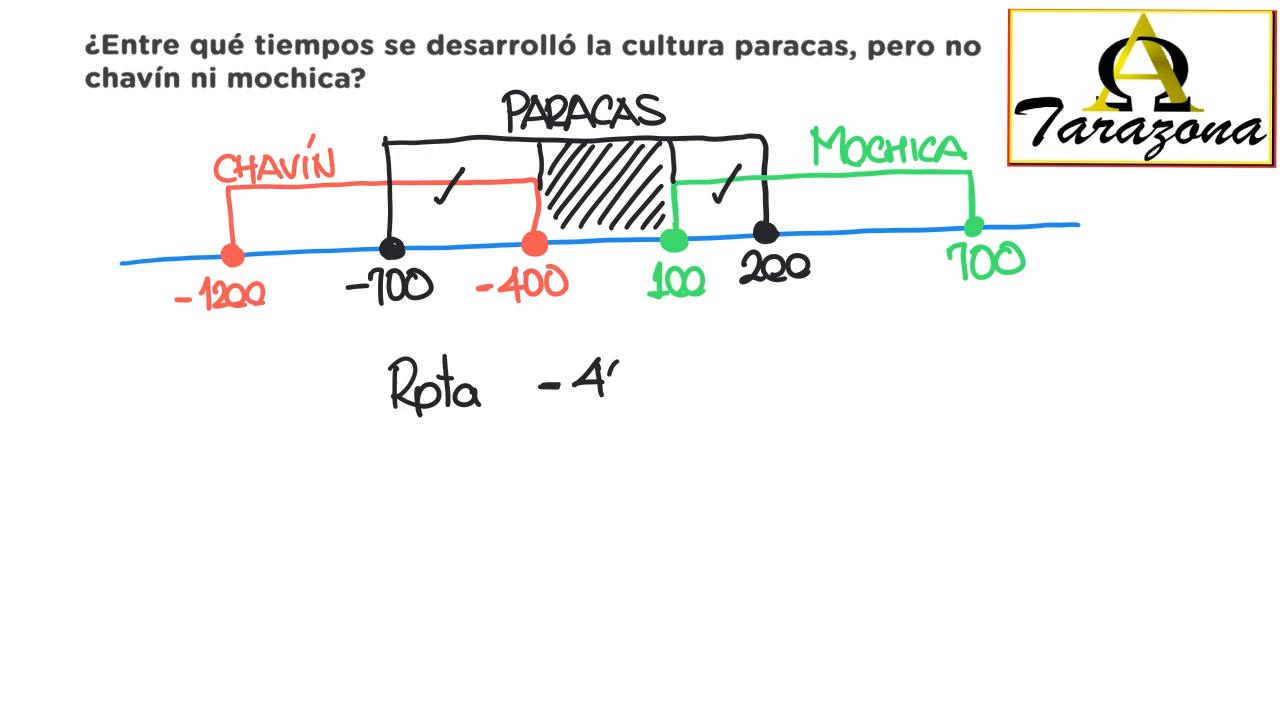 ¿Entre qué tiempos se desarrolló la cultura paracas, pero no
chavín ni mochica?
AΩ
Tarazona
PARACAS
CHAVÍN
MOCHICA
-1200 -700 -400 100 200 700
Rpta -4